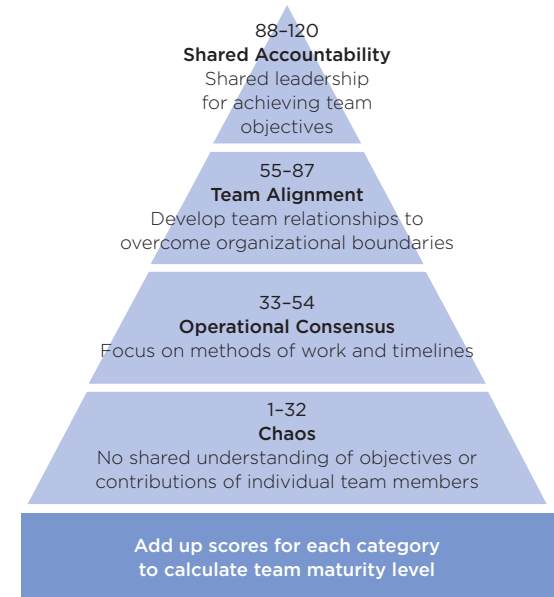 88–120
Shared Accountability
Shared leadership
for achieving team
objectives
55–87
Team Alignment
Develop team relationships to
overcome organizational boundaries
33–54
Operational Consensus
Focus on methods of work and timelines
1–32
Chaos
No shared understanding of objectives or
contributions of individual team members
Add up scores for each category
to calculate team maturity level